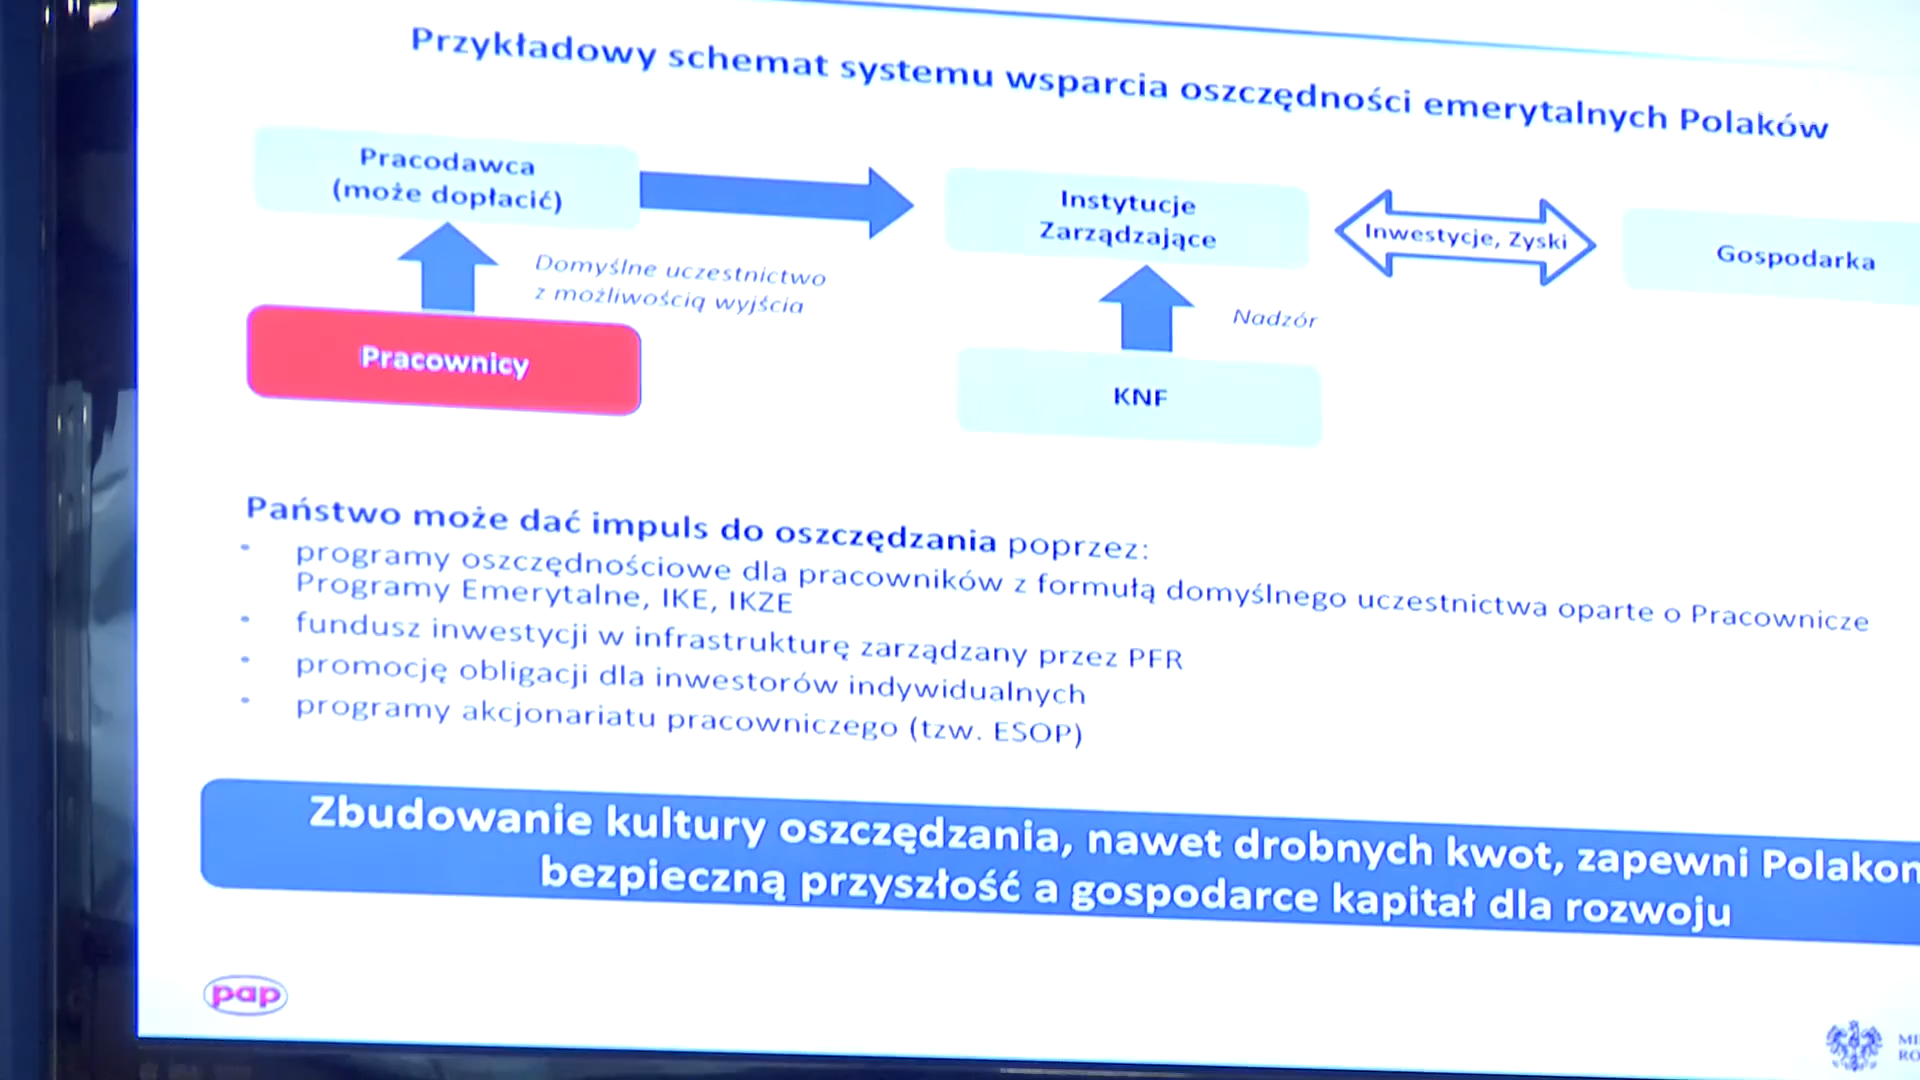 Przykładowy schemat systemu wsparcia oszczędności emerytalnych Polaków
Pracodawca
(może dopłacić)
Instytucje
Zarządzające
Inwestycje, Zyski
Gospodarka
Domyślne uczestnictwo
z możliwością wyjścia
Nadzór
Pracownicy
KNF
Państwo może dać impuls do oszczędzania poprzez:
• programy oszczędnościowe dla pracowników z formułą domyślnego uczestnictwa oparte o Pracownicze
Programy Emerytalne, IKE, IKZE
• fundusz inwestycji w infrastrukturę zarządzany przez PFR
• promocję obligacji dla inwestorów indywidualnych
• programy akcjonariatu pracowniczego (tzw. ESOP)
Zbudowanie kultury oszczędzania, nawet drobnych kwot, zapewni
bezpieczną przyszłość a gospodarce kapitał dla rozwoju
pap